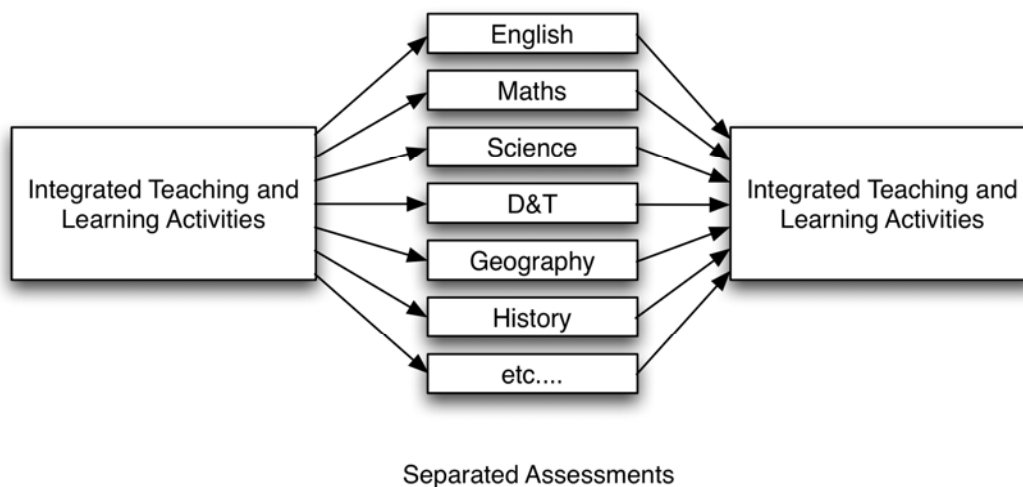 English
Maths
Science
D&T
Geography
History
etc....
Integrated Teaching and
Learning Activities
Integrated Teaching and
Learning Activities
Separated Assessments